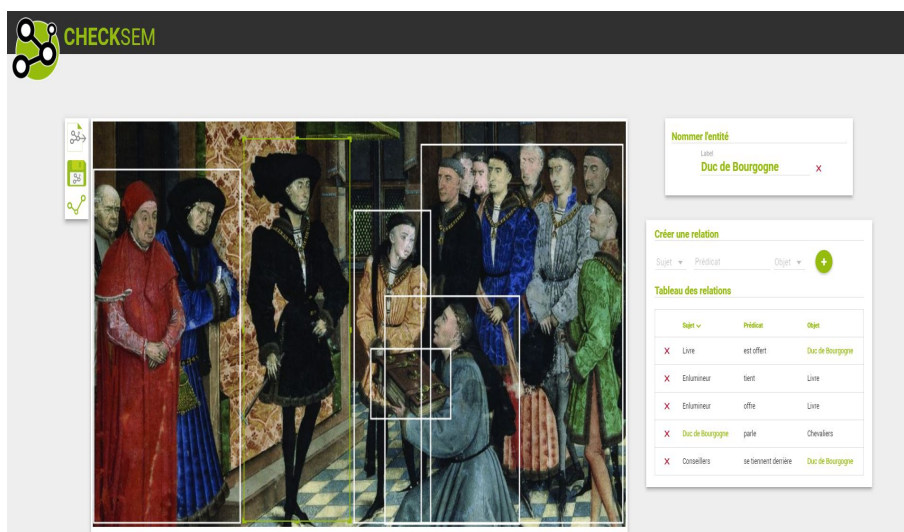 CHECKSEM
Nommer l'entité
Label
Duc de Bourgogne x
Créer une relation
Sujet Prédicat Objet +
Tableau des relations
Sujet Prédicat Objet
x Livre est offert Duc de Bourgogne
x Enlumineur tient Livre
x Enlumineur offre Livre
x Duc de Bourgogne parle Chevaliers
x Conseillers se tiennent derrière Duc de Bourgogne